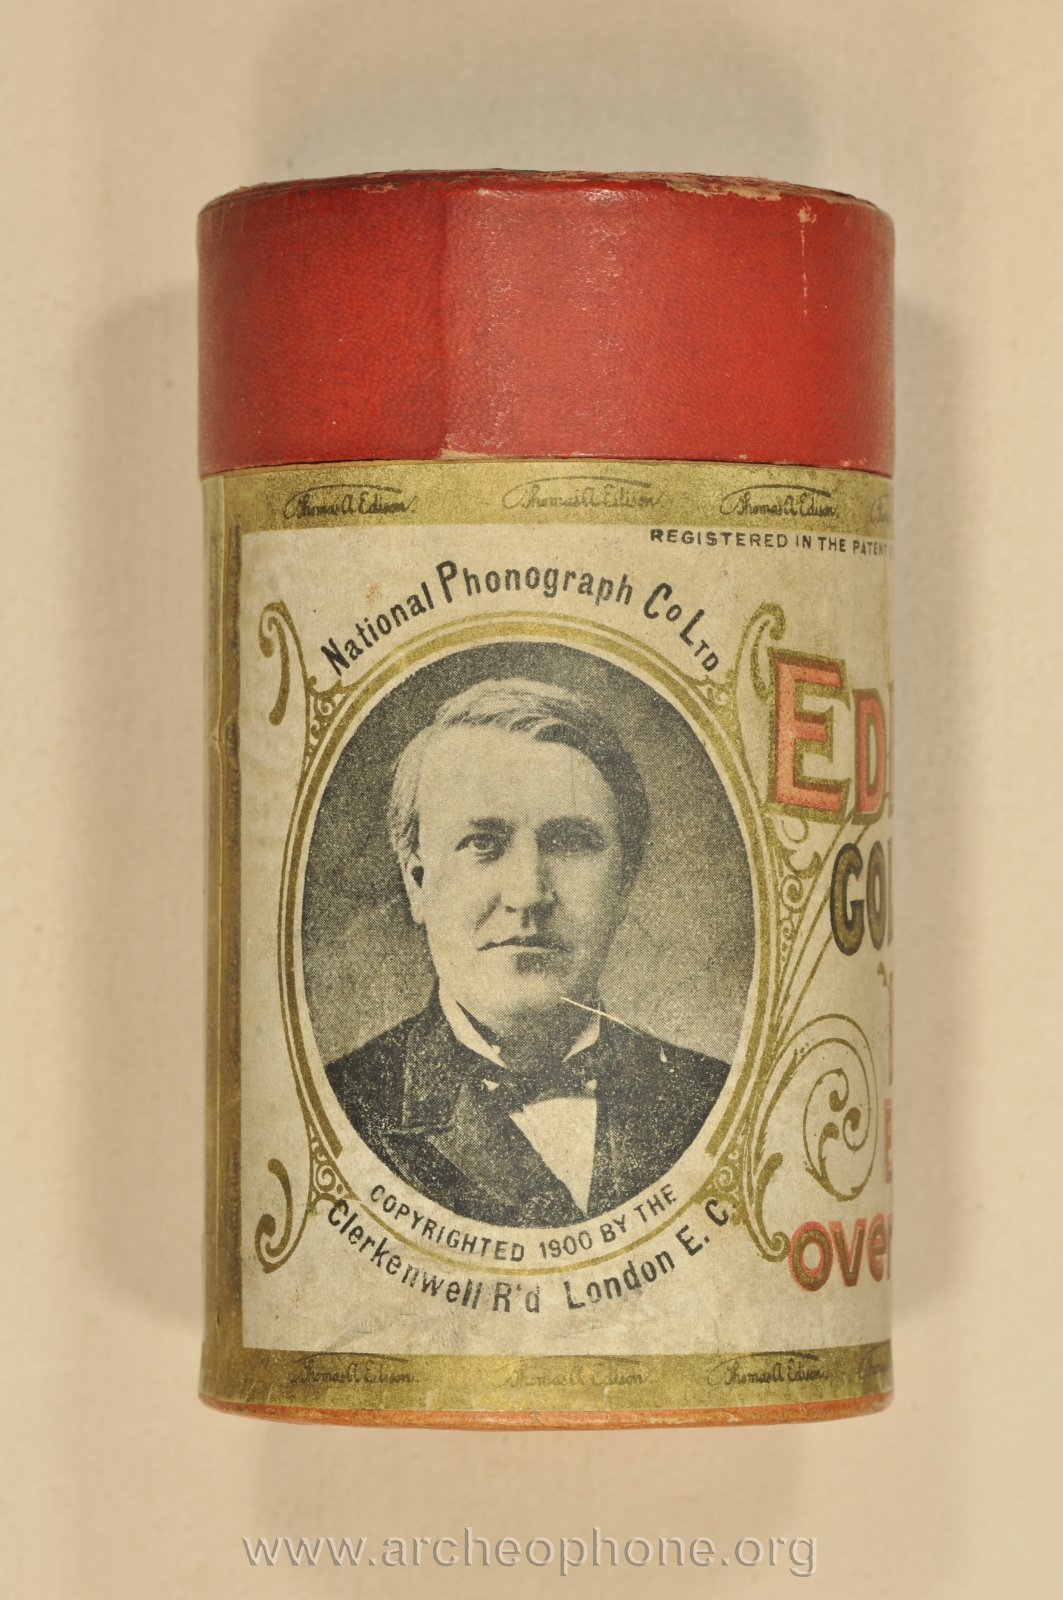 Thomas A Edison. Thomas A Edison. Thomas A Edison.
REGISTERED IN THE PATENT
National Phonograph Co LTD
ED
GO
COPYRIGHTED 1900 BY THE
Clerkenwell R'd London E. C.
over
Thomas A Edison. Thomas A Edison. Thomas A Edison.
www.archeophone.org